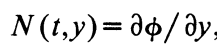 N(t,y) = ∂ϕ/∂y,